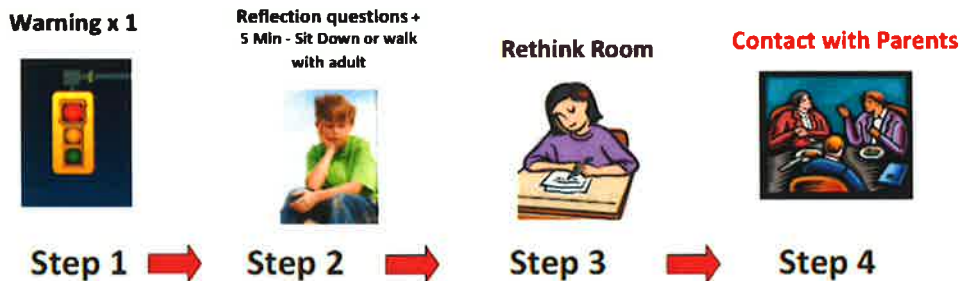 Warning x 1
Reflection questions +
5 Min - Sit Down or walk
with adult
Rethink Room
Contact with Parents
Step 1
Step 2
Step 3
Step 4